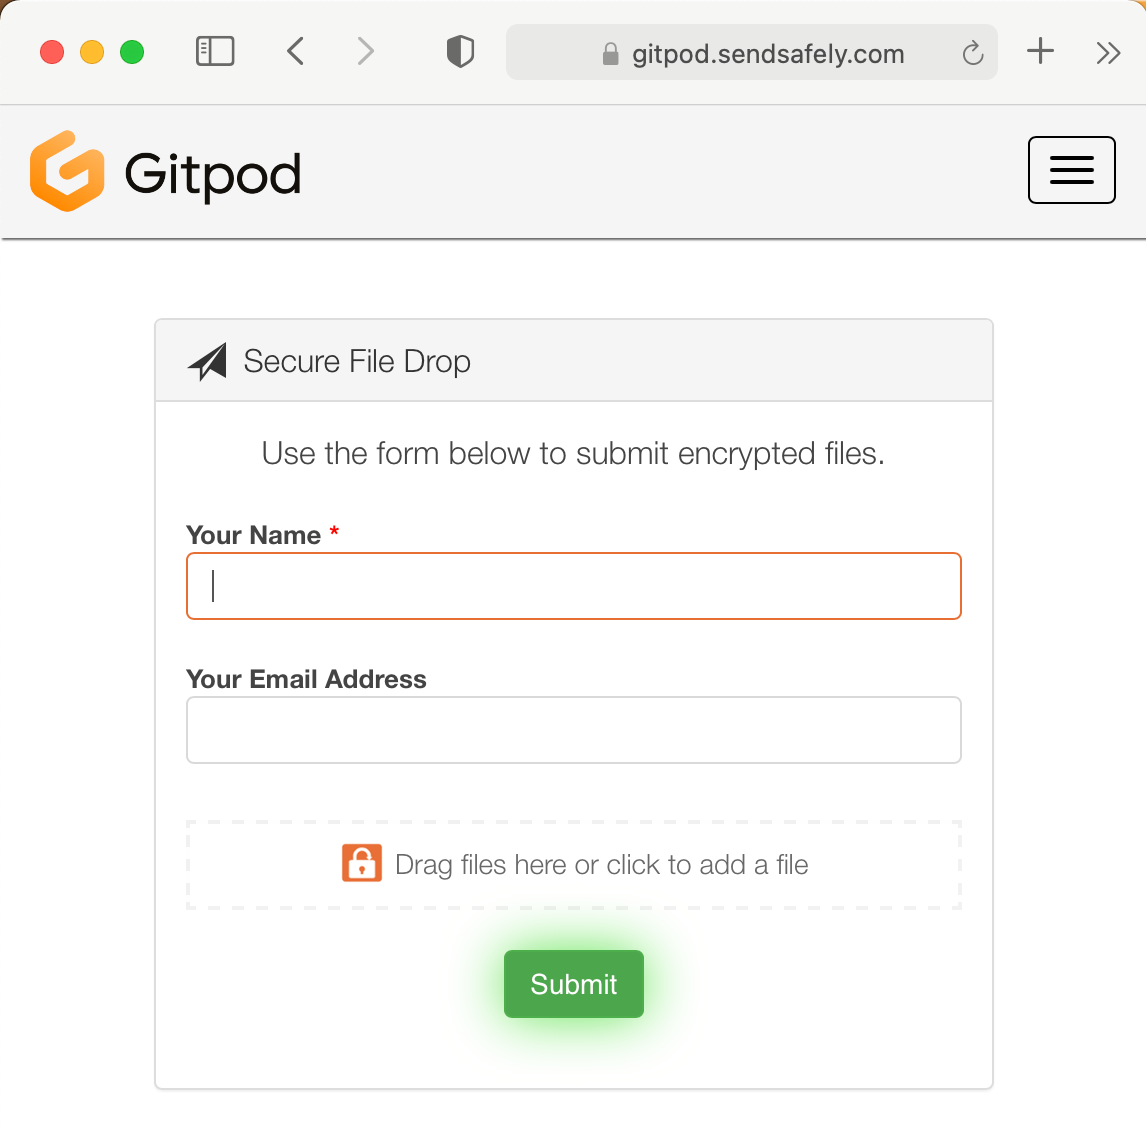 gitpod.sendsafely.com
Gitpod
Secure File Drop
Use the form below to submit encrypted files.
Your Name *
Your Email Address
Drag files here or click to add a file
Submit